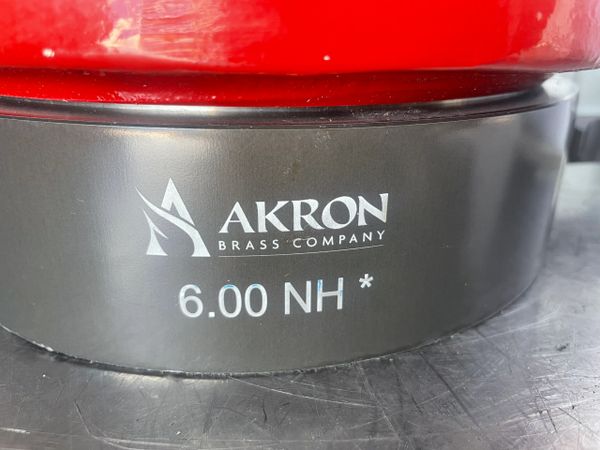 AKRON
BRASS COMPANY
6.00 NH *